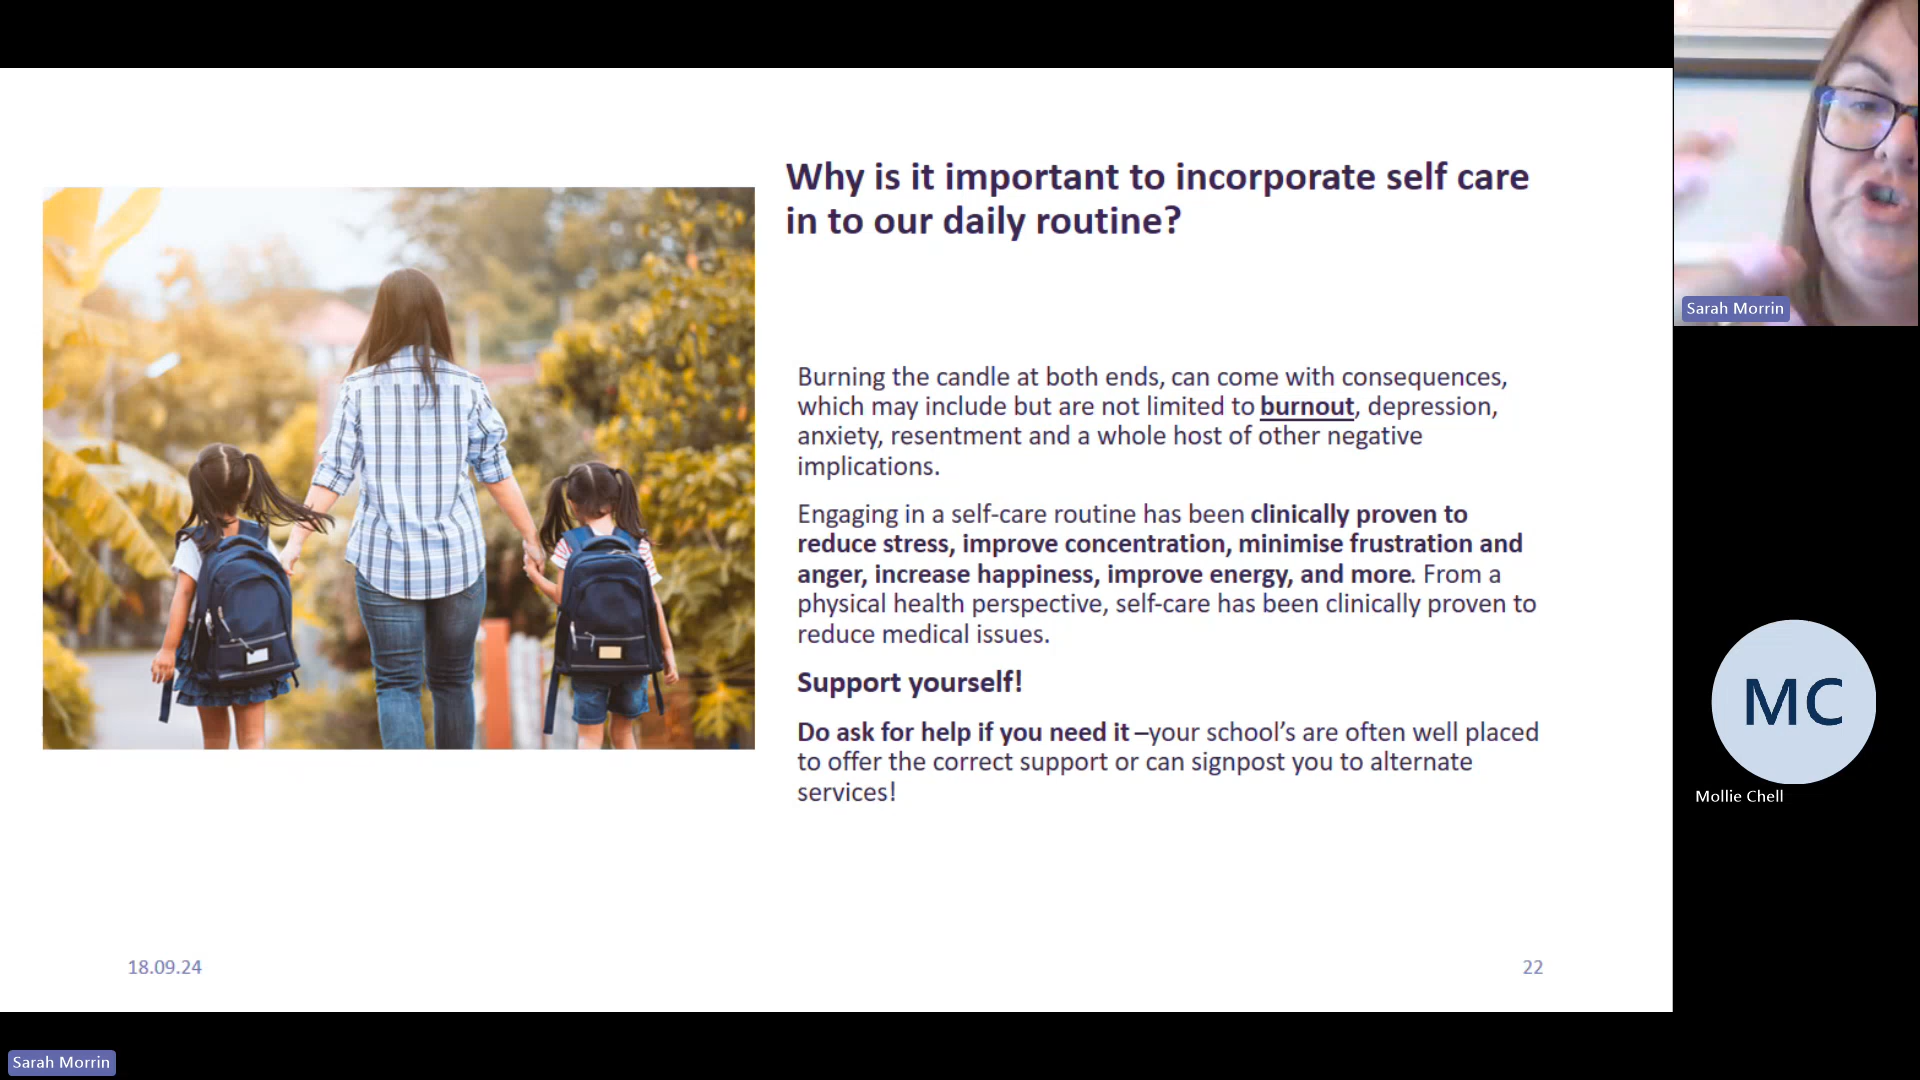 Why is it important to incorporate self care
in to our daily routine?
Burning the candle at both ends, can come with consequences,
which may include but are not limited to burnout, depression,
anxiety, resentment and a whole host of other negative
implications.
Engaging in a self-care routine has been clinically proven to
reduce stress, improve concentration, minimise frustration and
anger, increase happiness, improve energy, and more. From a
physical health perspective, self-care has been clinically proven to
reduce medical issues.
Support yourself!
Do ask for help if you need it –your school’s are often well placed
to offer the correct support or can signpost you to alternate
services!
18.09.24
22
Sarah Morrin
MC
Mollie Chell
Sarah Morrin